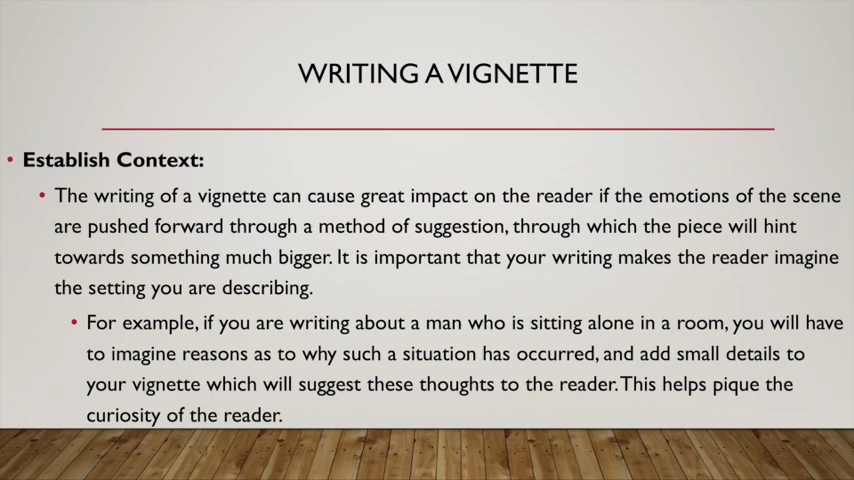 WRITING A VIGNETTE
• Establish Context:
• The writing of a vignette can cause great impact on the reader if the emotions of the scene
are pushed forward through a method of suggestion, through which the piece will hint
towards something much bigger. It is important that your writing makes the reader imagine
the setting you are describing.
• For example, if you are writing about a man who is sitting alone in a room, you will have
to imagine reasons as to why such a situation has occurred, and add small details to
your vignette which will suggest these thoughts to the reader. This helps pique the
curiosity of the reader.